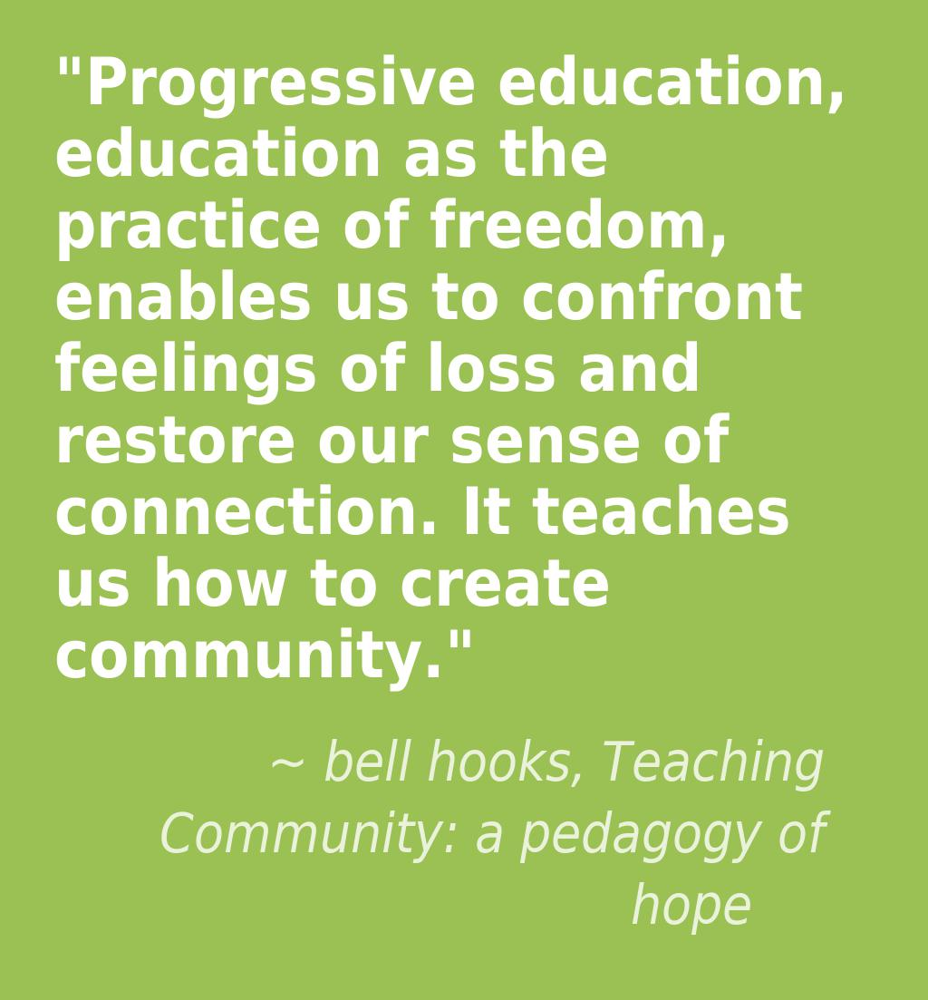 "Progressive education,
education as the
practice of freedom,
enables us to confront
feelings of loss and
restore our sense of
connection. It teaches
us how to create
community."
~ bell hooks, Teaching
Community: a pedagogy of
hope